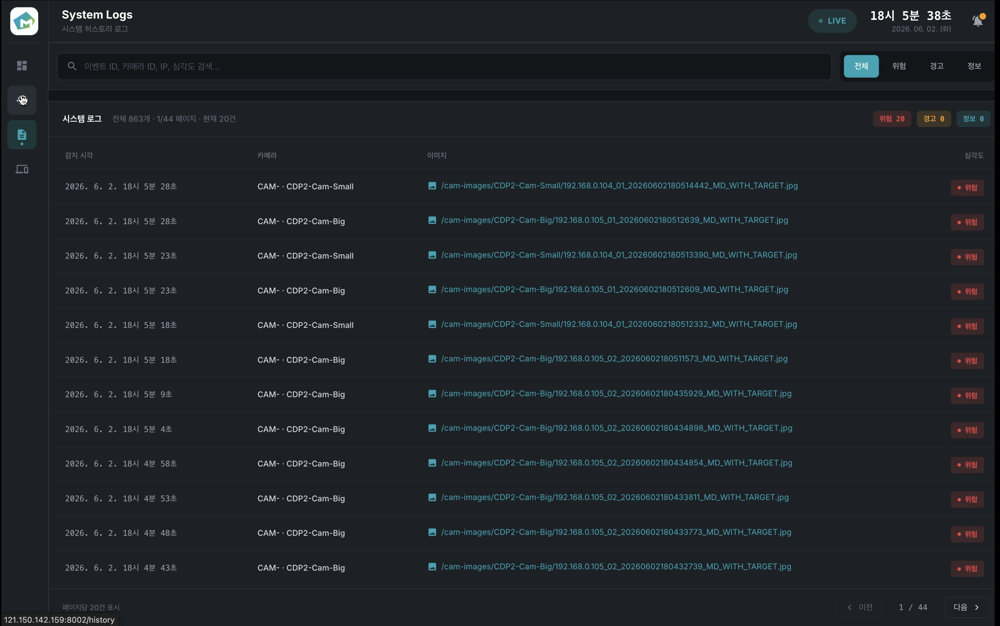 System Logs
시스템 히스토리 로그
LIVE
18시 5분 38초
2026. 06. 02. (화)
이벤트 ID, 카메라 ID, IP, 심각도 검색...
전체 위험 경고 정보
시스템 로그 전체 863개 · 1/44 페이지 · 현재 20건
위험 20 경고 0 정보 0
감지 시각 카메라 이미지 심각도
2026. 6. 2. 18시 5분 28초 CAM- · CDP2-Cam-Small /cam-images/CDP2-Cam-Small/192.168.0.104_01_20260602180514442_MD_WITH_TARGET.jpg 위험
2026. 6. 2. 18시 5분 28초 CAM- · CDP2-Cam-Big /cam-images/CDP2-Cam-Big/192.168.0.105_01_20260602180512639_MD_WITH_TARGET.jpg 위험
2026. 6. 2. 18시 5분 23초 CAM- · CDP2-Cam-Small /cam-images/CDP2-Cam-Small/192.168.0.104_01_20260602180513390_MD_WITH_TARGET.jpg 위험
2026. 6. 2. 18시 5분 23초 CAM- · CDP2-Cam-Big /cam-images/CDP2-Cam-Big/192.168.0.105_01_20260602180512609_MD_WITH_TARGET.jpg 위험
2026. 6. 2. 18시 5분 18초 CAM- · CDP2-Cam-Small /cam-images/CDP2-Cam-Small/192.168.0.104_01_20260602180512332_MD_WITH_TARGET.jpg 위험
2026. 6. 2. 18시 5분 18초 CAM- · CDP2-Cam-Big /cam-images/CDP2-Cam-Big/192.168.0.105_02_20260602180511573_MD_WITH_TARGET.jpg 위험
2026. 6. 2. 18시 5분 9초 CAM- · CDP2-Cam-Big /cam-images/CDP2-Cam-Big/192.168.0.105_02_20260602180435929_MD_WITH_TARGET.jpg 위험
2026. 6. 2. 18시 5분 4초 CAM- · CDP2-Cam-Big /cam-images/CDP2-Cam-Big/192.168.0.105_02_20260602180434898_MD_WITH_TARGET.jpg 위험
2026. 6. 2. 18시 4분 58초 CAM- · CDP2-Cam-Big /cam-images/CDP2-Cam-Big/192.168.0.105_02_20260602180434854_MD_WITH_TARGET.jpg 위험
2026. 6. 2. 18시 4분 53초 CAM- · CDP2-Cam-Big /cam-images/CDP2-Cam-Big/192.168.0.105_02_20260602180433811_MD_WITH_TARGET.jpg 위험
2026. 6. 2. 18시 4분 48초 CAM- · CDP2-Cam-Big /cam-images/CDP2-Cam-Big/192.168.0.105_02_20260602180433773_MD_WITH_TARGET.jpg 위험
2026. 6. 2. 18시 4분 43초 CAM- · CDP2-Cam-Big /cam-images/CDP2-Cam-Big/192.168.0.105_02_20260602180432739_MD_WITH_TARGET.jpg 위험
페이지당 20건 표시 이전 1 / 44 다음
121.150.142.159:8002/history